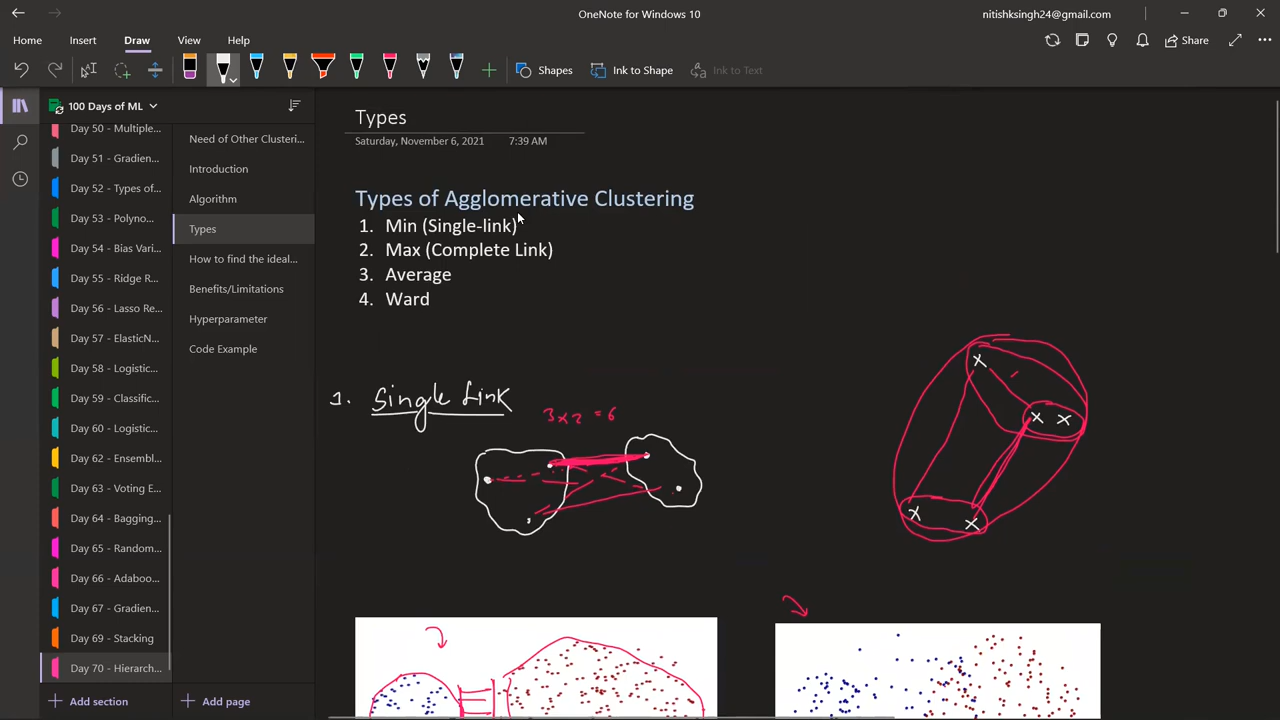 OneNote for Windows 10
nitishksingh24@gmail.com
Home
Insert
Draw
View
Help
Share
Shapes
Ink to Shape
Ink to Text
100 Days of ML
Day 50 - Multiple...
Day 51 - Gradien...
Day 52 - Types of...
Day 53 - Polyno...
Day 54 - Bias Vari...
Day 55 - Ridge R...
Day 56 - Lasso Re...
Day 57 - ElasticN...
Day 58 - Logistic...
Day 59 - Classific...
Day 60 - Logistic...
Day 62 - Ensembl...
Day 63 - Voting E...
Day 64 - Bagging...
Day 65 - Random...
Day 66 - Adaboo...
Day 67 - Gradien...
Day 69 - Stacking
Day 70 - Hierarch...
Add section
Need of Other Clusteri...
Introduction
Algorithm
Types
How to find the ideal...
Benefits/Limitations
Hyperparameter
Code Example
Add page
Types
Saturday, November 6, 2021 7:39 AM
Types of Agglomerative Clustering
1. Min (Single-link)
2. Max (Complete Link)
3. Average
4. Ward
1. Single Link
3x2 = 6